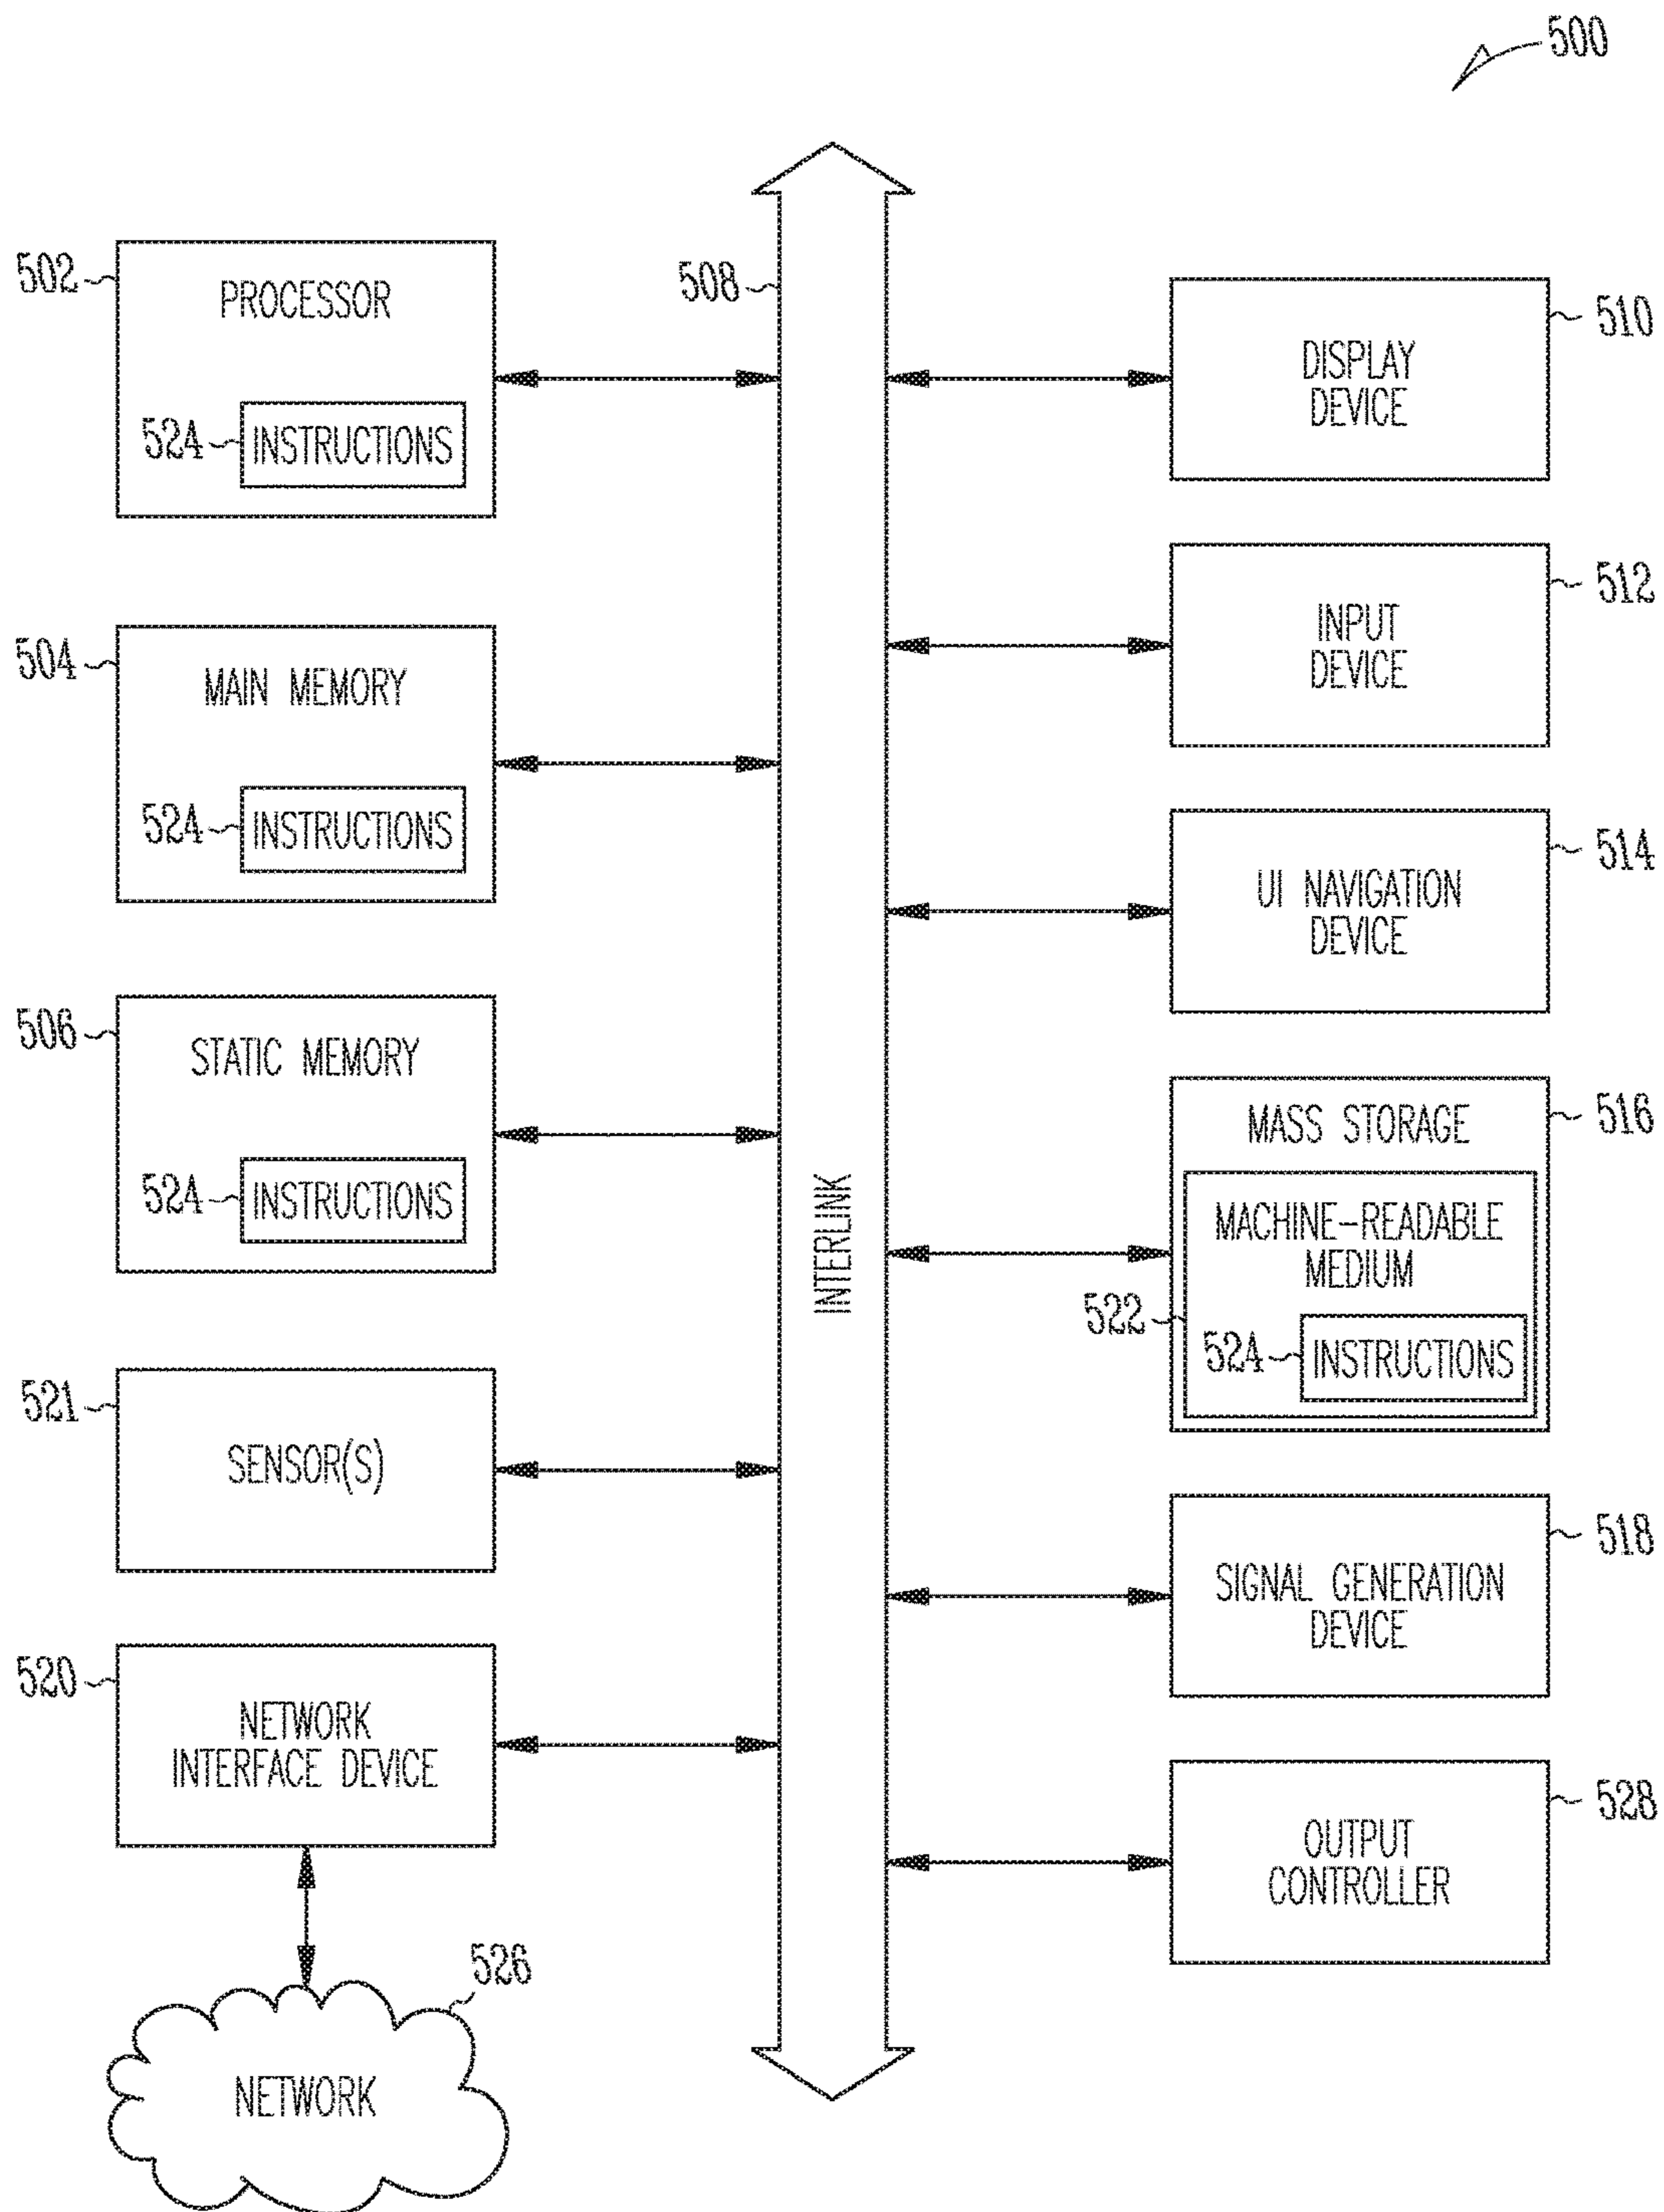 500
502
PROCESSOR
524
INSTRUCTIONS
504
MAIN MEMORY
524
INSTRUCTIONS
506
STATIC MEMORY
524
INSTRUCTIONS
521
SENSOR(S)
520
NETWORK
INTERFACE DEVICE
526
NETWORK
508
INTERLINK
510
DISPLAY
DEVICE
512
INPUT
DEVICE
514
UI NAVIGATION
DEVICE
516
MASS STORAGE
522
MACHINE-READABLE
MEDIUM
524
INSTRUCTIONS
518
SIGNAL GENERATION
DEVICE
528
OUTPUT
CONTROLLER